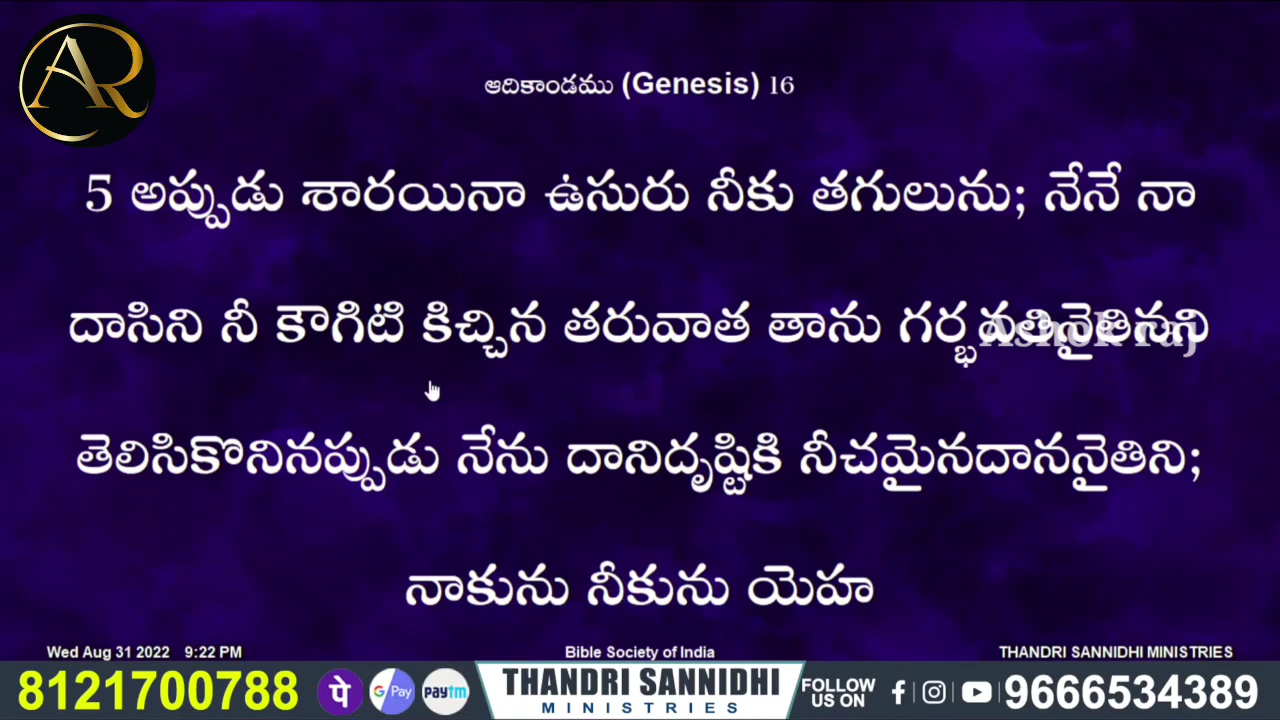 AR
ఆదికాండము (Genesis) 16
5 అప్పుడు శారయినా ఉసురు నీకు తగులును; నేనే నా
దాసిని నీ కౌగిటి కిచ్చిన తరువాత తాను గర్భవతినైతినని
Ashok raj
తెలిసికొనినప్పుడు నేను దానిదృష్టికి నీచమైనదాననైతిని;
నాకును నీకును యెహ
Wed Aug 31 2022 9:22 PM Bible Society of India THANDRI SANNIDHI MINISTRIES
8121700788 पे G Pay paytm THANDRI SANNIDHI MINISTRIES FOLLOW US ON 9666534389